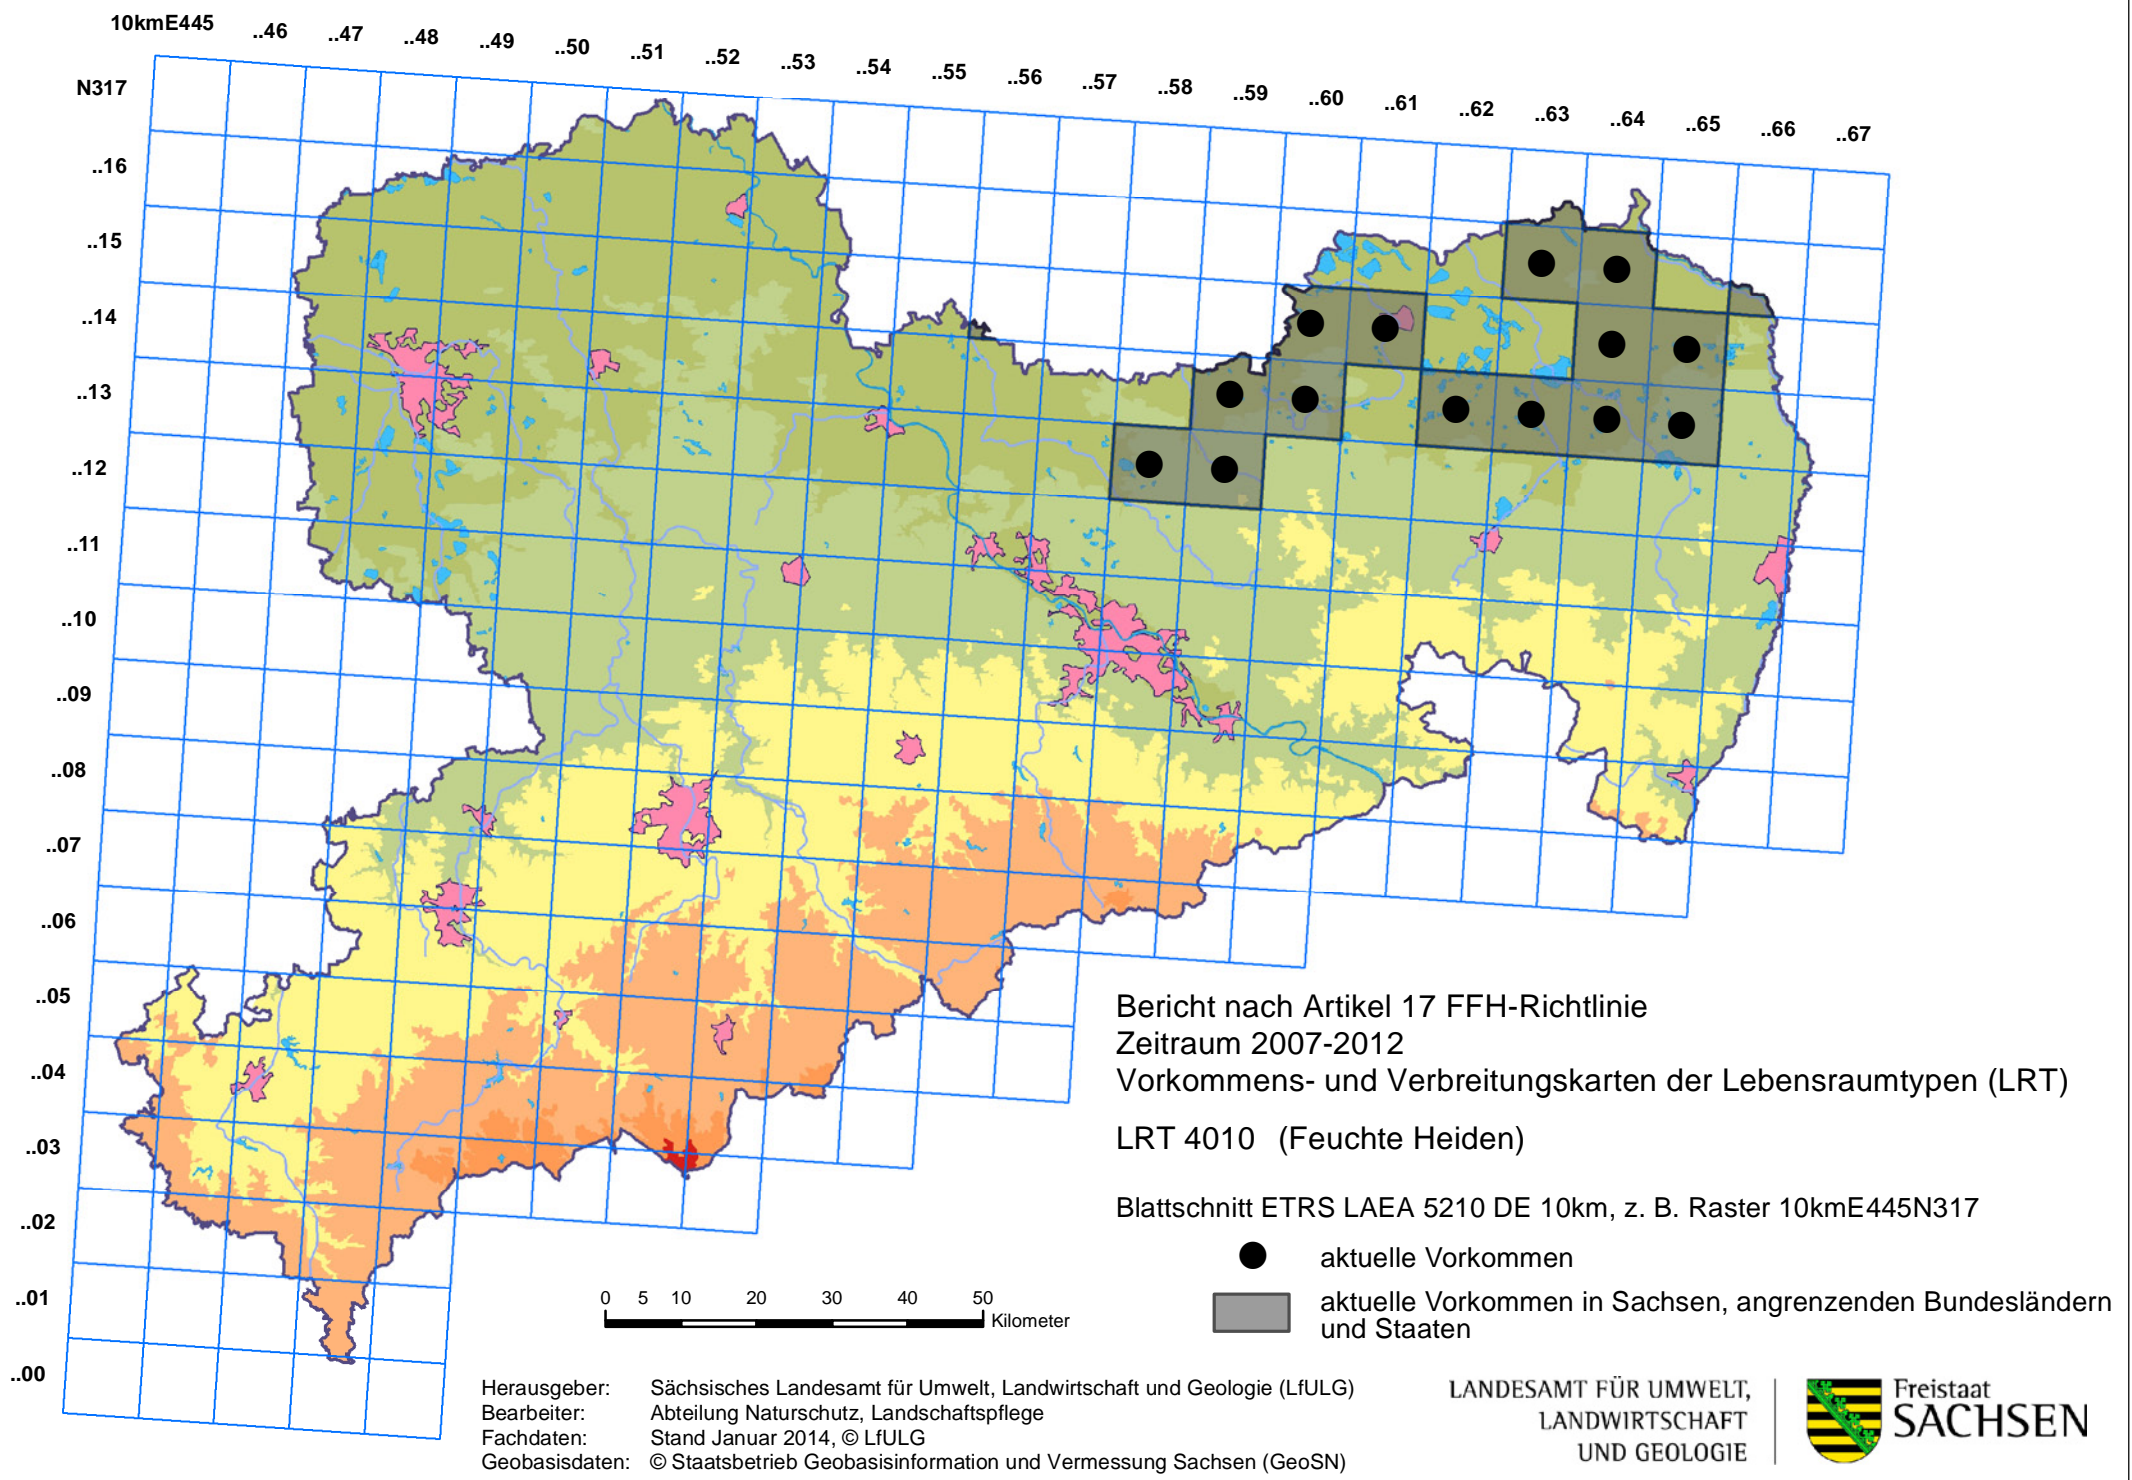 10kmE445 ..46 ..47 ..48 ..49 ..50 ..51 ..52 ..53 ..54 ..55 ..56 ..57 ..58 ..59 ..60 ..61 ..62 ..63 ..64 ..65 ..66 ..67
N317
..16
..15
..14
..13
..12
..11
..10
..09
..08
..07
..06
..05
..04
..03
..02
..01
..00
Bericht nach Artikel 17 FFH-Richtlinie
Zeitraum 2007-2012
Vorkommens- und Verbreitungskarten der Lebensraumtypen (LRT)
LRT 4010 (Feuchte Heiden)
Blattschnitt ETRS LAEA 5210 DE 10km, z. B. Raster 10kmE445N317
aktuelle Vorkommen
aktuelle Vorkommen in Sachsen, angrenzenden Bundesländern
und Staaten
0 5 10 20 30 40 50
Kilometer
Herausgeber: Sächsisches Landesamt für Umwelt, Landwirtschaft und Geologie (LfULG)
Bearbeiter: Abteilung Naturschutz, Landschaftspflege
Fachdaten: Stand Januar 2014, © LfULG
Geobasisdaten: © Staatsbetrieb Geobasisinformation und Vermessung Sachsen (GeoSN)
LANDESAMT FÜR UMWELT,
LANDWIRTSCHAFT
UND GEOLOGIE
Freistaat
SACHSEN